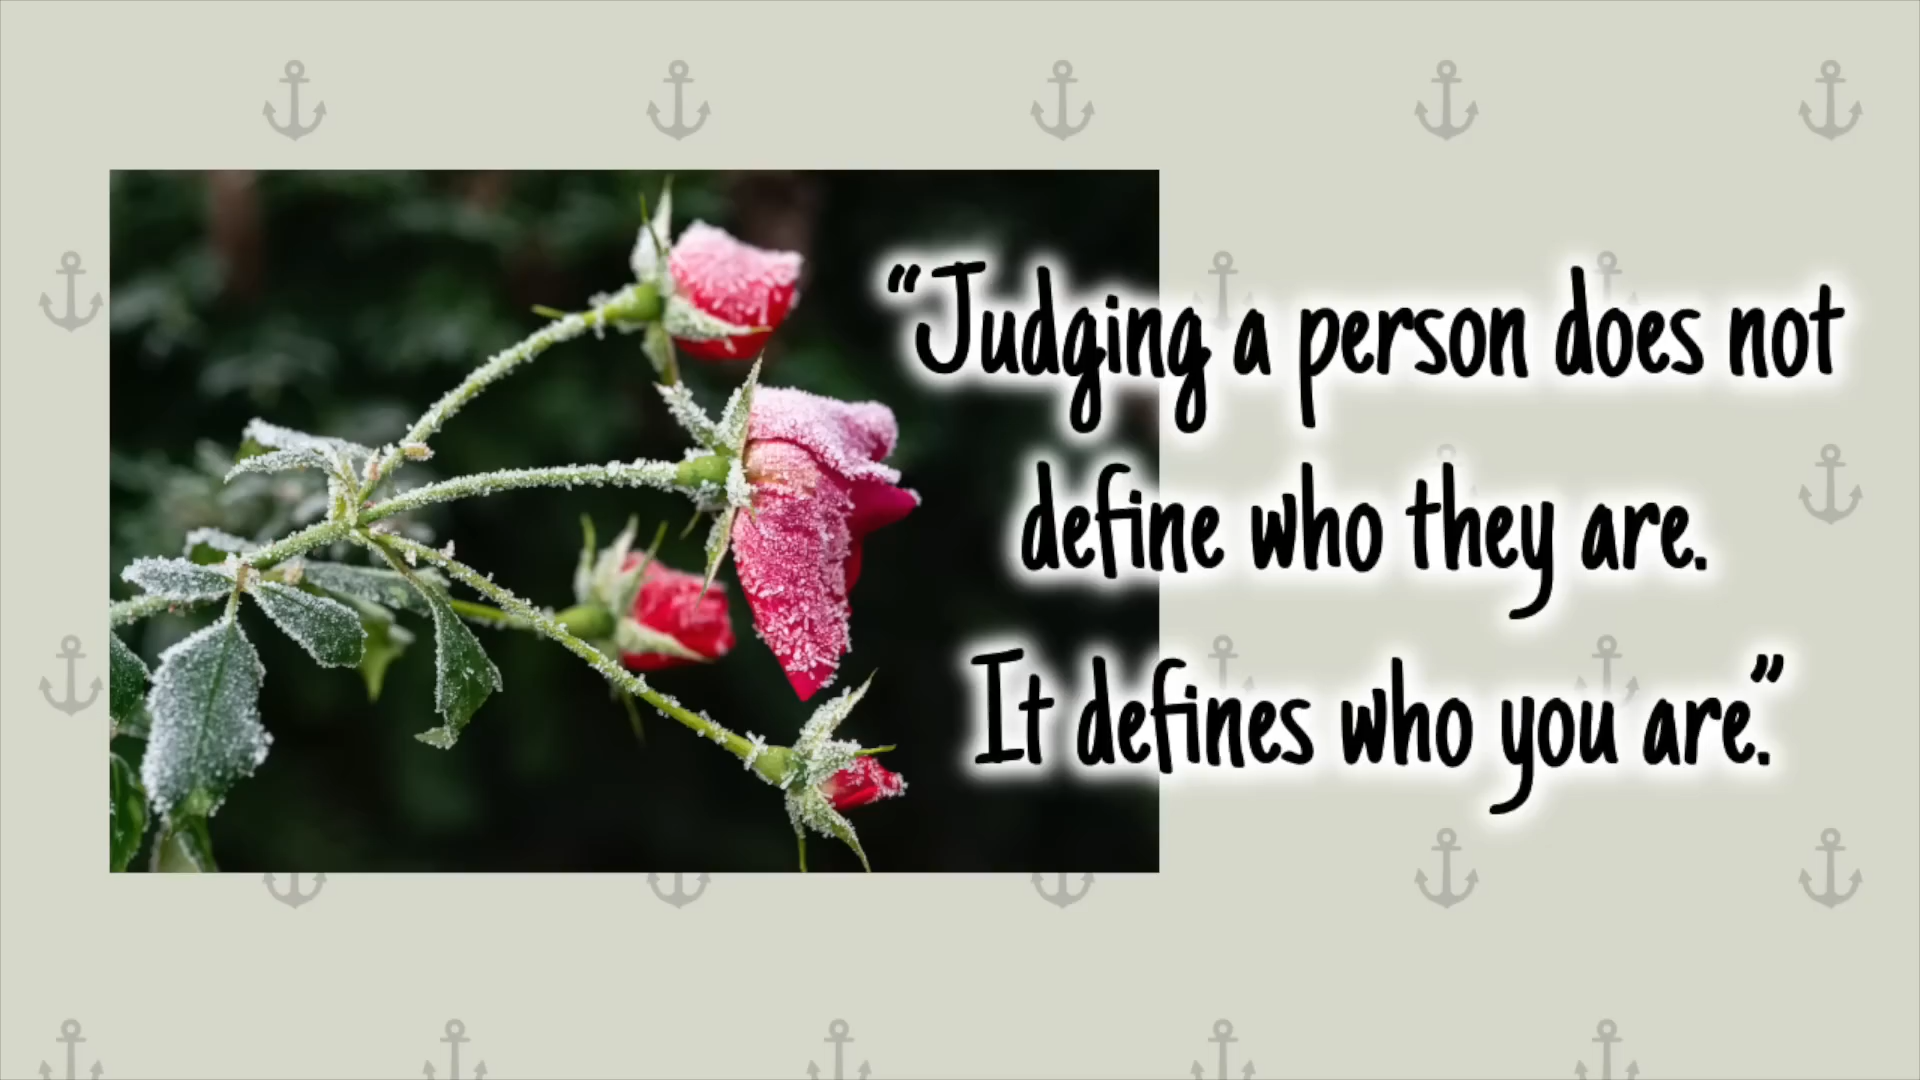 “Judging a person does not
define who they are.
It defines who you are.”